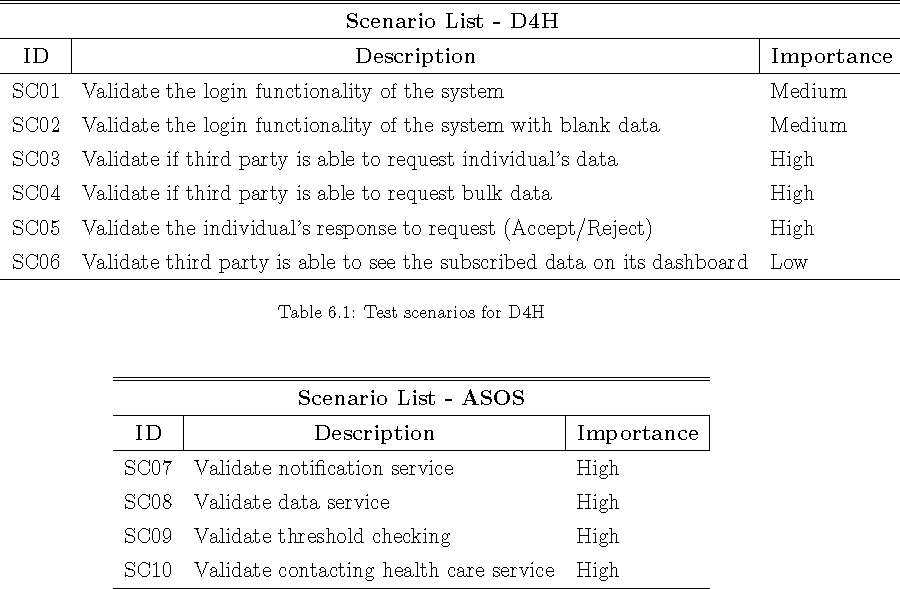 Scenario List - D4H
ID Description Importance
SC01 Validate the login functionality of the system Medium
SC02 Validate the login functionality of the system with blank data Medium
SC03 Validate if third party is able to request individual's data High
SC04 Validate if third party is able to request bulk data High
SC05 Validate the individual's response to request (Accept/Reject) High
SC06 Validate third party is able to see the subscribed data on its dashboard Low
Table 6.1: Test scenarios for D4H
Scenario List - ASOS
ID Description Importance
SC07 Validate notification service High
SC08 Validate data service High
SC09 Validate threshold checking High
SC10 Validate contacting health care service High